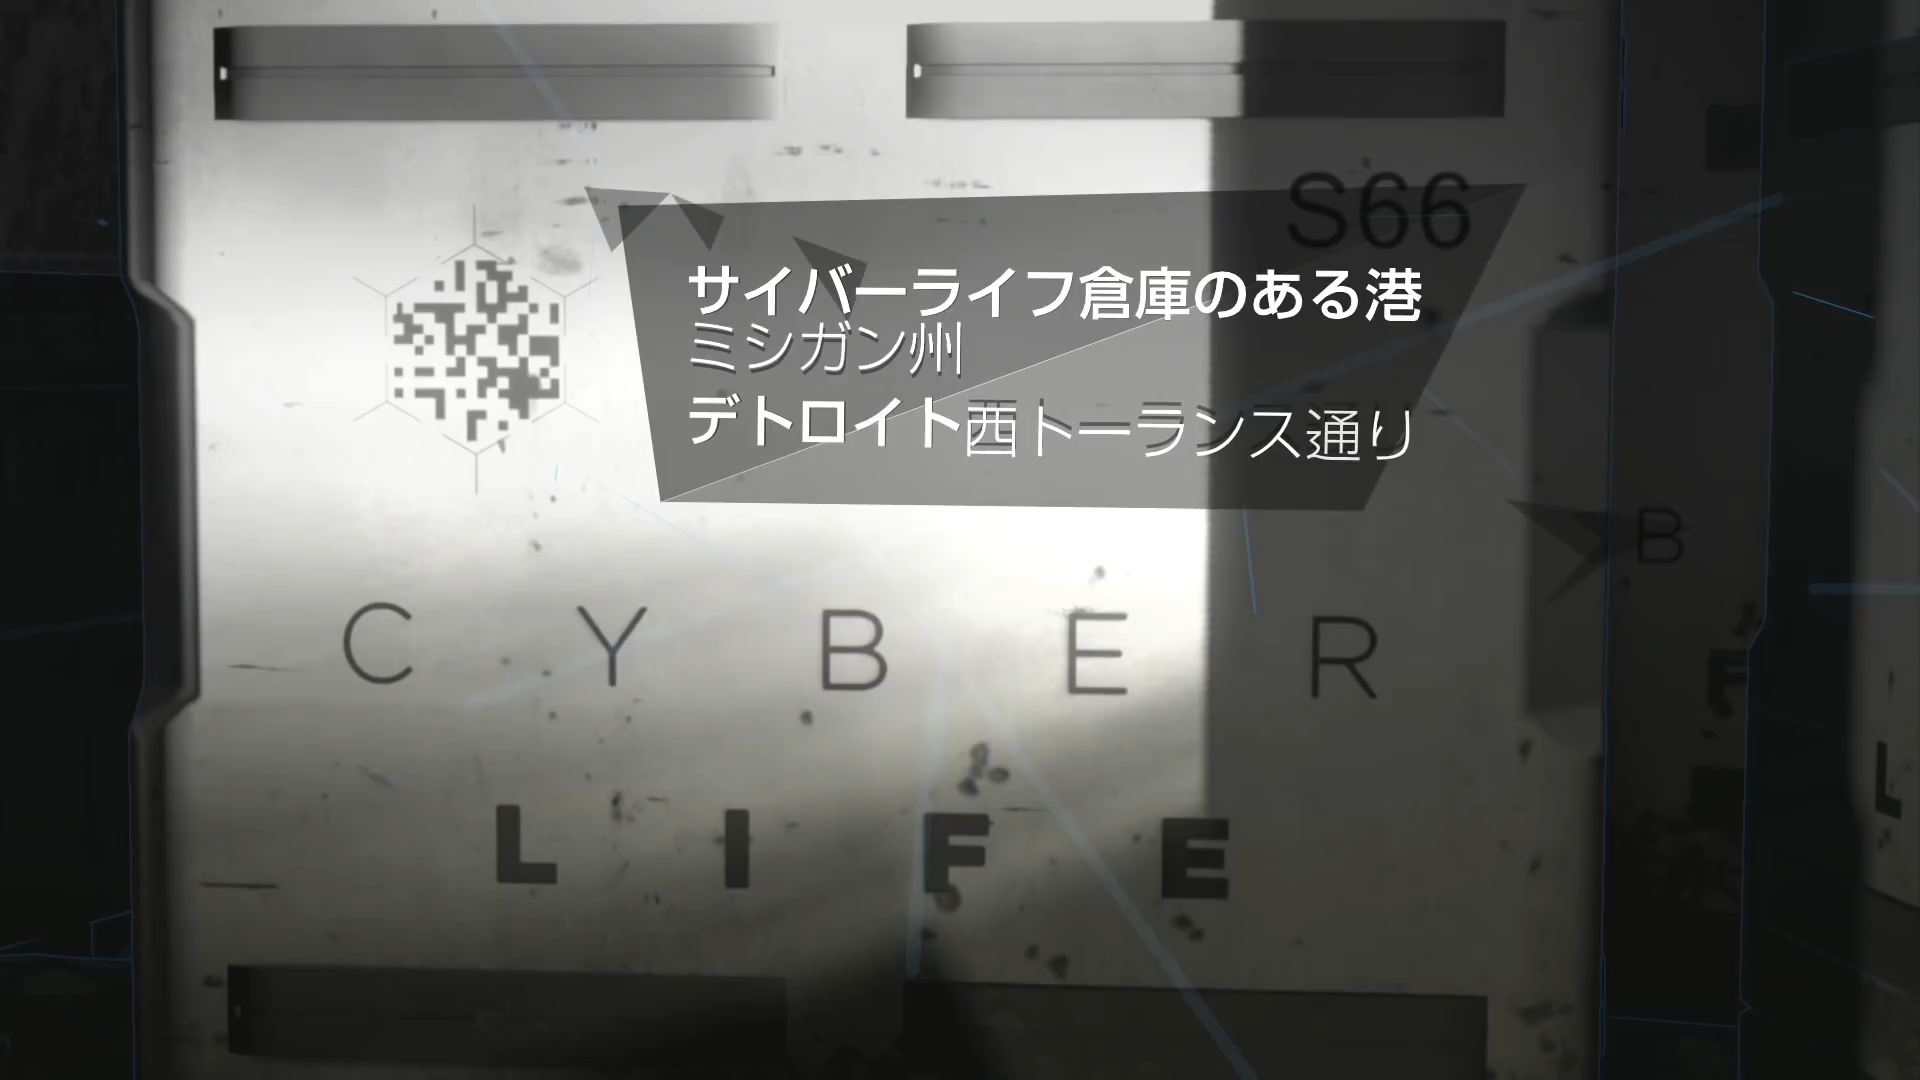 S66
サイバーライフ倉庫のある港
ミシガン州
デトロイト西トーランス通り
B
CYBER
F
LIFE
L